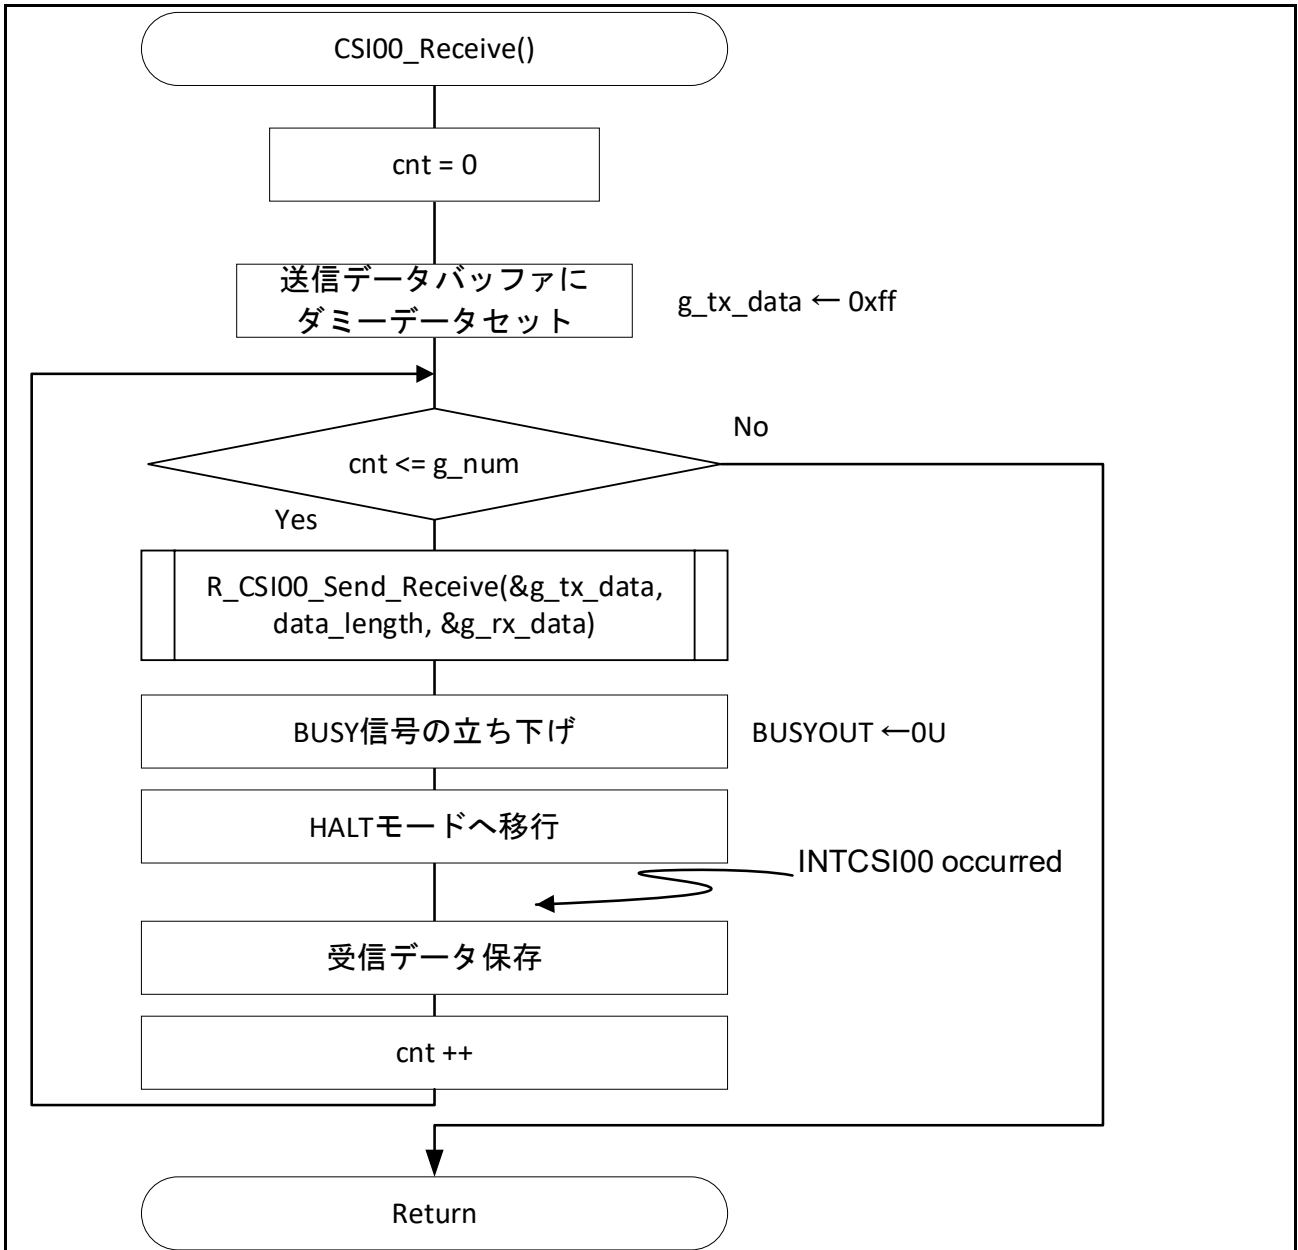 CSI00_Receive()
cnt = 0
送信データバッファに
ダミーデータセット
g_tx_data ← 0xff
No
cnt <= g_num
Yes
R_CSI00_Send_Receive(&g_tx_data,
data_length, &g_rx_data)
BUSY信号の立ち下げ
BUSYOUT ←0U
HALTモードへ移行
INTCSI00 occurred
受信データ保存
cnt ++
Return